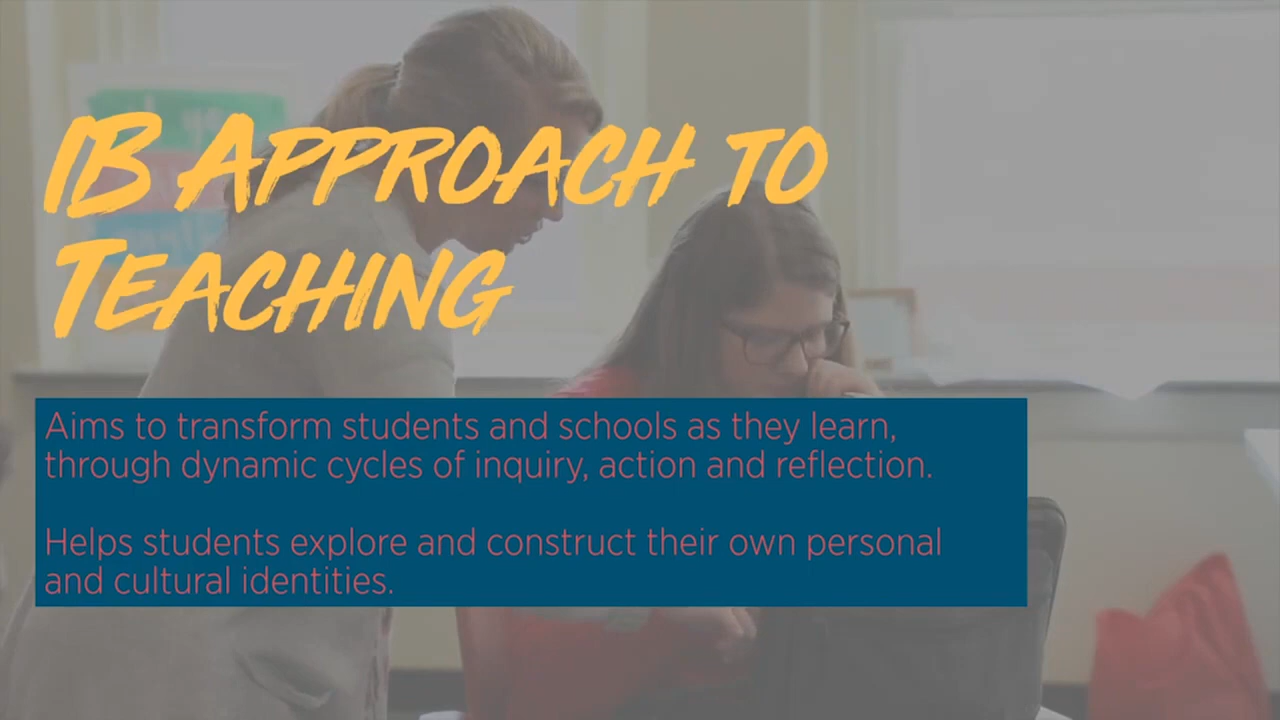 IB Approach to
Teaching
Aims to transform students and schools as they learn,
through dynamic cycles of inquiry, action and reflection.
Helps students explore and construct their own personal
and cultural identities.